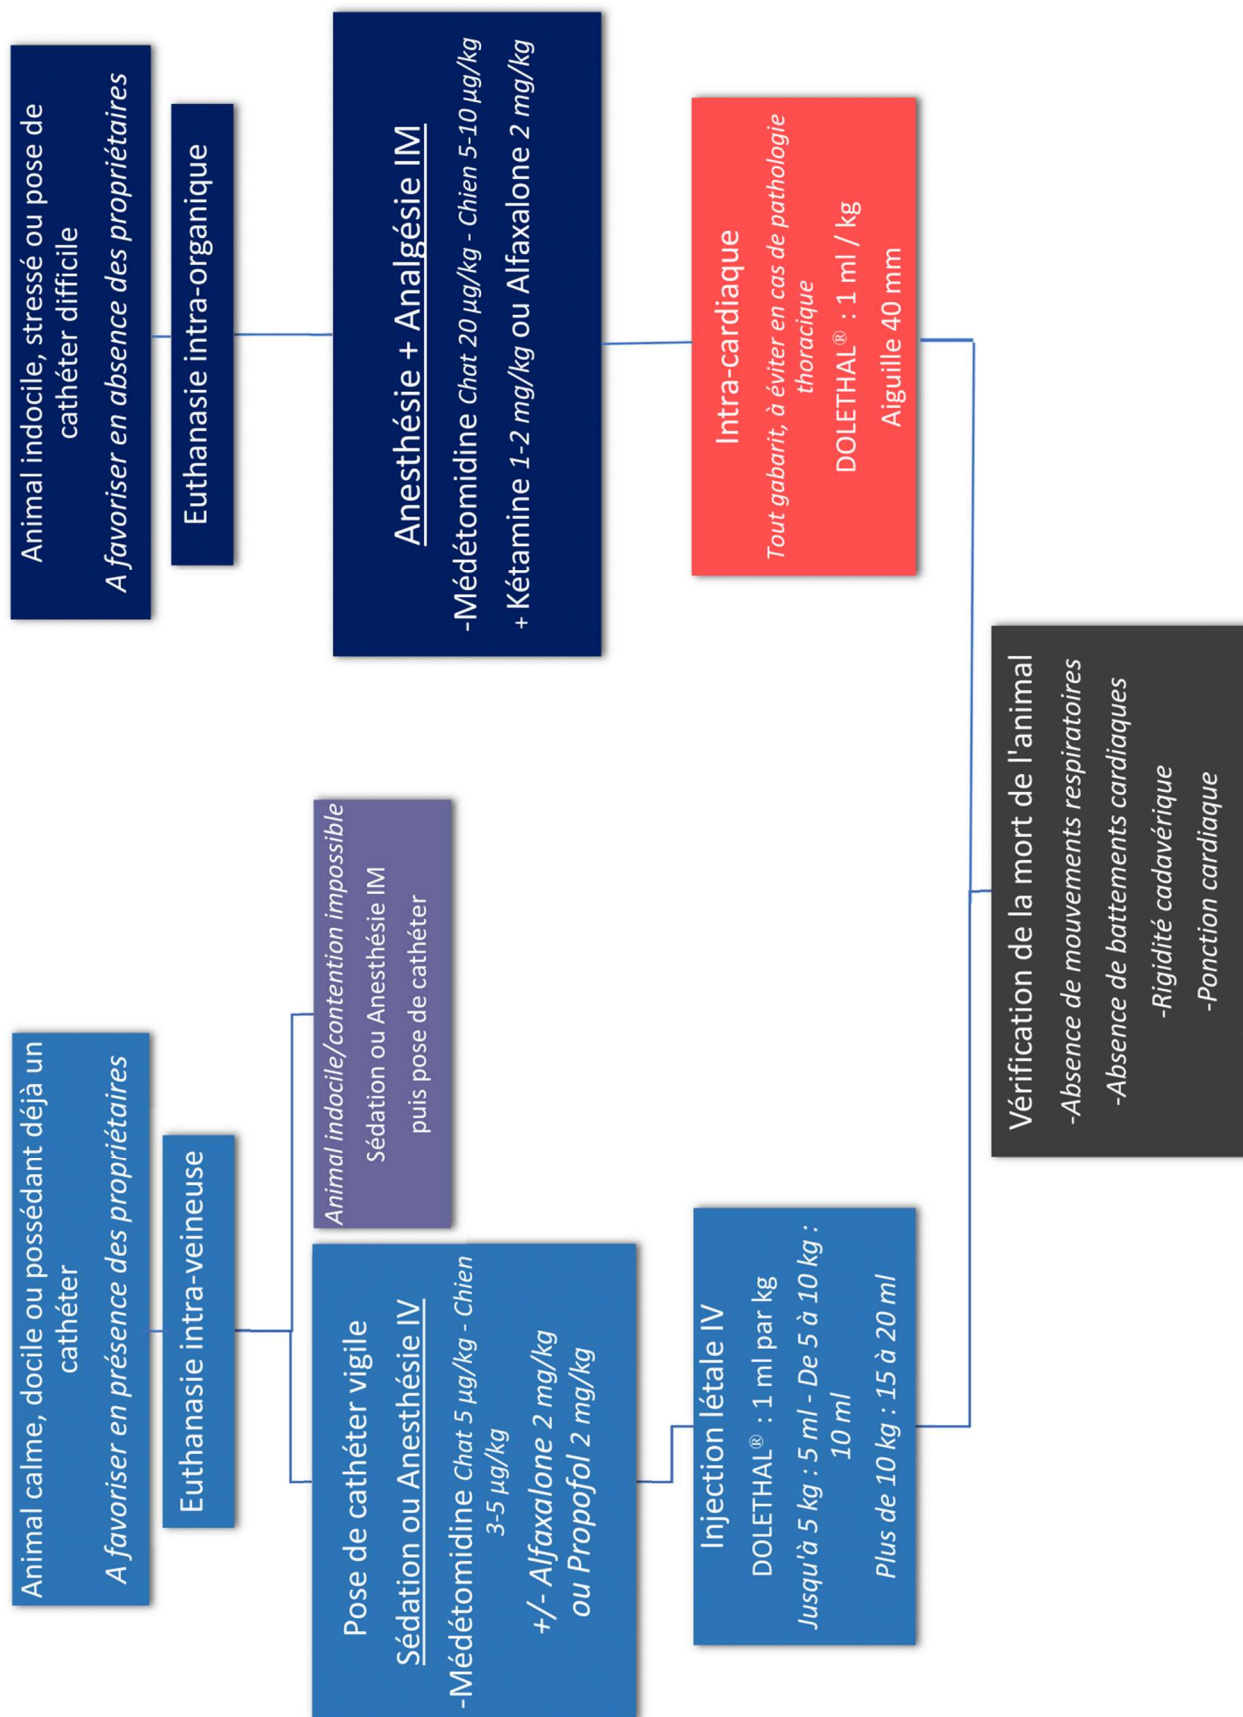 Animal calme, docile ou possédant déjà un
cathéter
A favoriser en présence des propriétaires
Euthanasie intra-veineuse
Pose de cathéter vigile
Sédation ou Anesthésie IV
-Médétomidine Chat 5 µg/kg - Chien
3-5 µg/kg
+/- Alfaxalone 2 mg/kg
ou Propofol 2 mg/kg
Animal indocile/contention impossible
Sédation ou Anesthésie IM
puis pose de cathéter
Injection létale IV
DOLETHAL® : 1 ml par kg
Jusqu'à 5 kg : 5 ml - De 5 à 10 kg :
10 ml
Plus de 10 kg : 15 à 20 ml
Animal indocile, stressé ou pose de
cathéter difficile
A favoriser en absence des propriétaires
Euthanasie intra-organique
Anesthésie + Analgésie IM
-Médétomidine Chat 20 µg/kg - Chien 5-10 µg/kg
+ Kétamine 1-2 mg/kg ou Alfaxalone 2 mg/kg
Intra-cardiaque
Tout gabarit, à éviter en cas de pathologie
thoracique
DOLETHAL® : 1 ml / kg
Aiguille 40 mm
Vérification de la mort de l'animal
-Absence de mouvements respiratoires
-Absence de battements cardiaques
-Rigidité cadavérique
-Ponction cardiaque